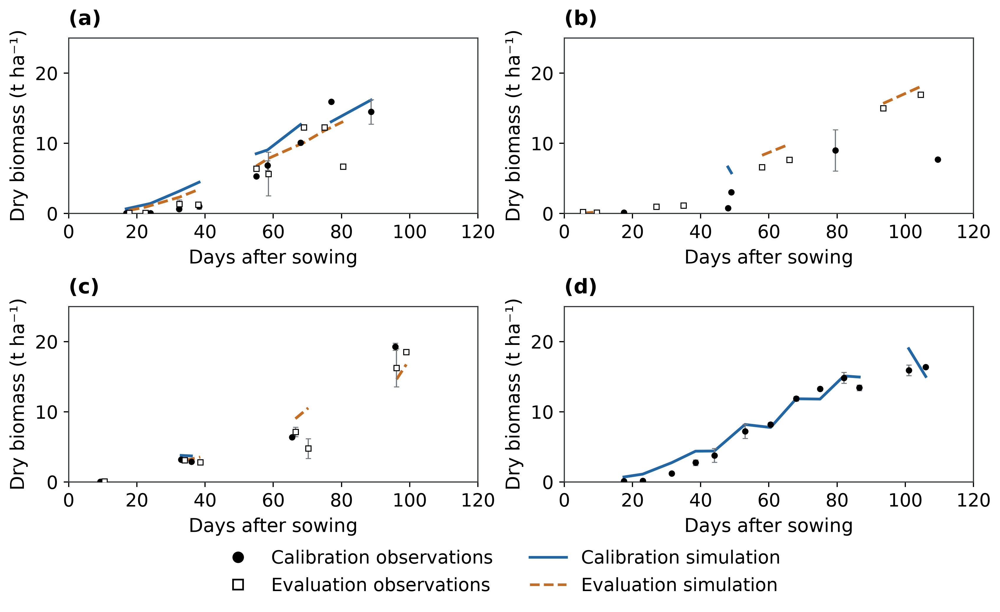 (a)
Dry biomass (t ha⁻¹)
20
10
0
0 20 40 60 80 100 120
Days after sowing
(b)
Dry biomass (t ha⁻¹)
20
10
0
0 20 40 60 80 100 120
Days after sowing
(c)
Dry biomass (t ha⁻¹)
20
10
0
0 20 40 60 80 100 120
Days after sowing
(d)
Dry biomass (t ha⁻¹)
20
10
0
0 20 40 60 80 100 120
Days after sowing
Calibration observations
Evaluation observations
Calibration simulation
Evaluation simulation